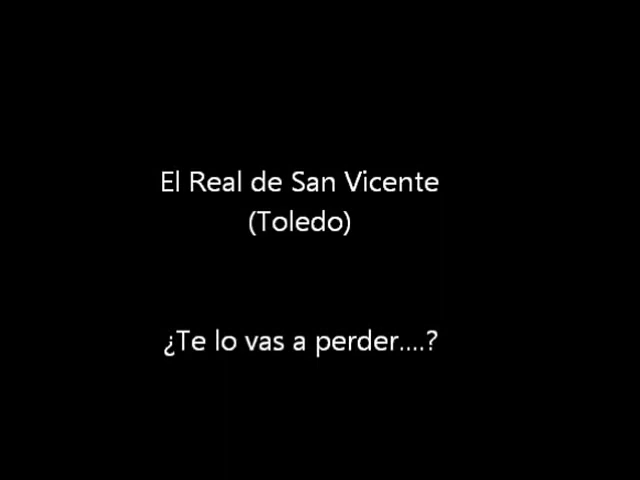 El Real de San Vicente
(Toledo)
¿Te lo vas a perder....?